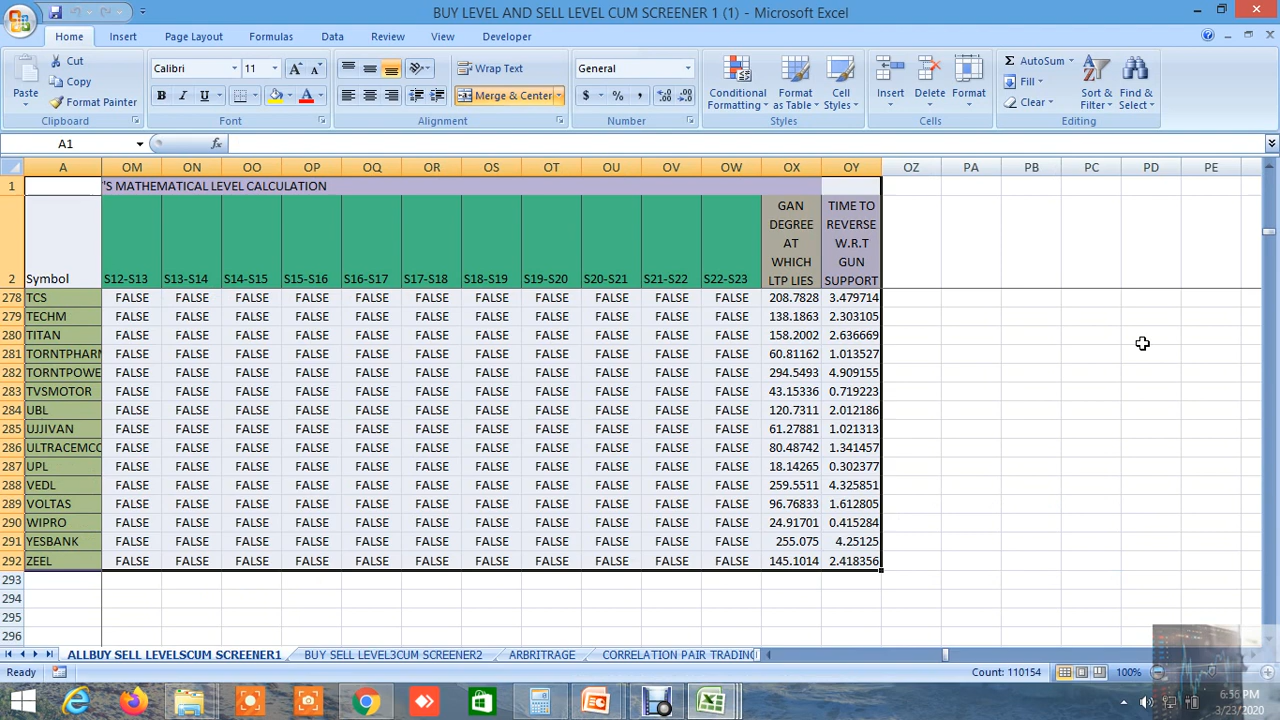 BUY LEVEL AND SELL LEVEL CUM SCREENER 1 (1) - Microsoft Excel
Home Insert Page Layout Formulas Data Review View Developer
Paste Cut Copy Format Painter
Clipboard
Calibri 11
B I U A A A
Font
Wrap Text
Merge & Center
Alignment
General
$ % ,
Number
Conditional Formatting Format as Table Cell Styles
Styles
Insert Delete Format
Cells
AutoSum Fill Clear Sort & Filter Find & Select
Editing
A1 fx
A OM ON OO OP OQ OR OS OT OU OV OW OX OY OZ PA PB PC PD PE
1 'S MATHEMATICAL LEVEL CALCULATION
2 Symbol S12-S13 S13-S14 S14-S15 S15-S16 S16-S17 S17-S18 S18-S19 S19-S20 S20-S21 S21-S22 S22-S23 GAN DEGREE AT WHICH LTP LIES TIME TO REVERSE W.R.T GUN SUPPORT
278 TCS FALSE FALSE FALSE FALSE FALSE FALSE FALSE FALSE FALSE FALSE FALSE 208.7828 3.479714
279 TECHM FALSE FALSE FALSE FALSE FALSE FALSE FALSE FALSE FALSE FALSE FALSE 138.1863 2.303105
280 TITAN FALSE FALSE FALSE FALSE FALSE FALSE FALSE FALSE FALSE FALSE FALSE 158.2002 2.636669
281 TORNTPHARM FALSE FALSE FALSE FALSE FALSE FALSE FALSE FALSE FALSE FALSE FALSE 60.81162 1.013527
282 TORNTPOWE FALSE FALSE FALSE FALSE FALSE FALSE FALSE FALSE FALSE FALSE FALSE 294.5493 4.909155
283 TVSMOTOR FALSE FALSE FALSE FALSE FALSE FALSE FALSE FALSE FALSE FALSE FALSE 43.15336 0.719223
284 UBL FALSE FALSE FALSE FALSE FALSE FALSE FALSE FALSE FALSE FALSE FALSE 120.7311 2.012186
285 UJJIVAN FALSE FALSE FALSE FALSE FALSE FALSE FALSE FALSE FALSE FALSE FALSE 61.27881 1.021313
286 ULTRACEMCO FALSE FALSE FALSE FALSE FALSE FALSE FALSE FALSE FALSE FALSE FALSE 80.48742 1.341457
287 UPL FALSE FALSE FALSE FALSE FALSE FALSE FALSE FALSE FALSE FALSE FALSE 18.14265 0.302377
288 VEDL FALSE FALSE FALSE FALSE FALSE FALSE FALSE FALSE FALSE FALSE FALSE 259.5511 4.325851
289 VOLTAS FALSE FALSE FALSE FALSE FALSE FALSE FALSE FALSE FALSE FALSE FALSE 96.76833 1.612805
290 WIPRO FALSE FALSE FALSE FALSE FALSE FALSE FALSE FALSE FALSE FALSE FALSE 24.91701 0.415284
291 YESBANK FALSE FALSE FALSE FALSE FALSE FALSE FALSE FALSE FALSE FALSE FALSE 255.075 4.25125
292 ZEEL FALSE FALSE FALSE FALSE FALSE FALSE FALSE FALSE FALSE FALSE FALSE 145.1014 2.418356
293
294
295
296
ALLBUY SELL LEVELSCUM SCREENER1 BUY SELL LEVEL3CUM SCREENER2 ARBRITRAGE CORRELATION PAIR TRADING
Ready Count: 110154 100%
6:56 PM
3/23/2020